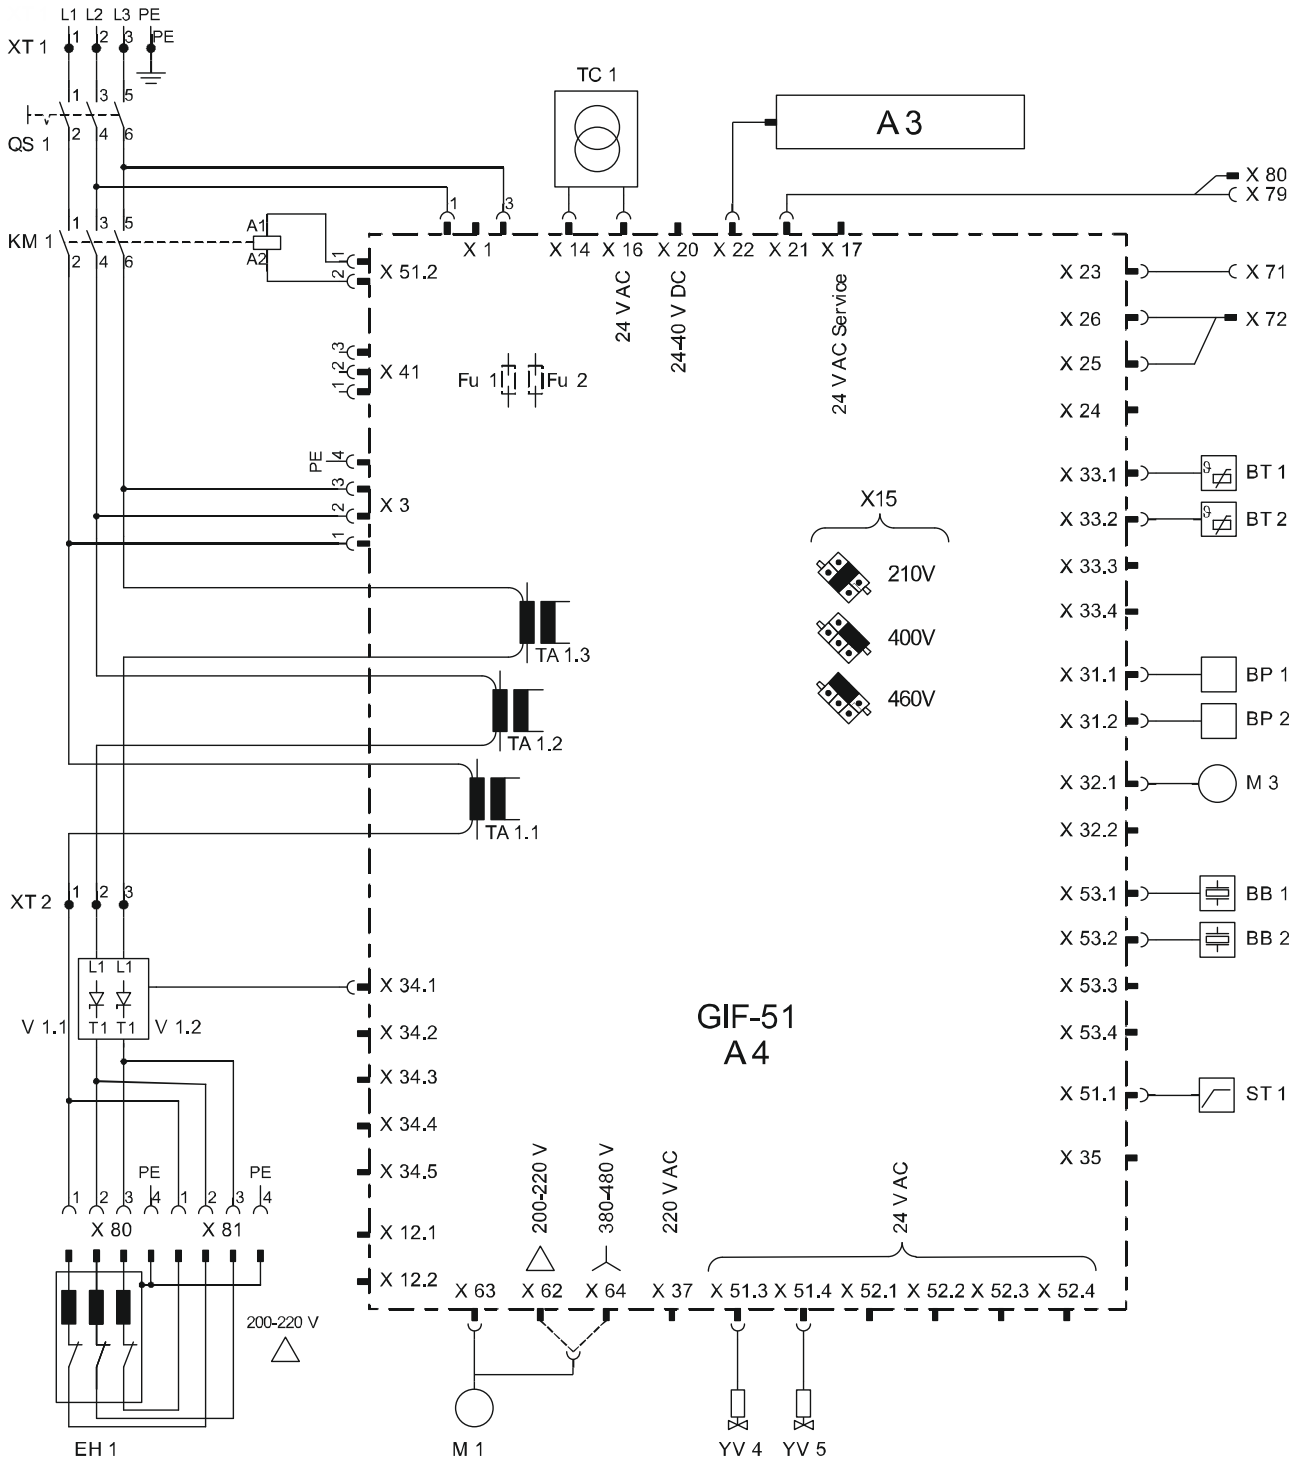 L1 L2 L3 PE
XT 1
1 2 3 PE
TC 1
A 3
1 3 5
QS 1
2 4 6
X 80
X 79
1 3
1 3 5
KM 1
A1
A2
2 4 6
1
2
X 51.2
X 1
X 14
X 16
X 20
X 22
X 21
X 17
24 V AC
24-40 V DC
24 V AC Service
X 23
X 71
X 26
X 72
X 25
X 24
3
2
1
X 41
Fu 1
Fu 2
PE
4
3
2
1
X 3
X 33.1
BT 1
ϑ
X 33.2
BT 2
ϑ
X 33.3
X 33.4
X15
210V
400V
460V
TA 1.3
TA 1.2
TA 1.1
X 31.1
BP 1
X 31.2
BP 2
X 32.1
M 3
X 32.2
XT 2
1 2 3
X 53.1
BB 1
X 53.2
BB 2
X 53.3
X 53.4
L1 L1
V 1.1
T1 T1
V 1.2
X 34.1
X 34.2
X 34.3
X 34.4
X 34.5
X 12.1
X 12.2
GIF-51
A 4
X 51.1
ST 1
X 35
PE
PE
1 2 3 4 1 2 3 4
X 80
X 81
200-220 V
380-480 V
220 V AC
24 V AC
X 63
X 62
X 64
X 37
X 51.3
X 51.4
X 52.1
X 52.2
X 52.3
X 52.4
200-220 V
EH 1
M 1
YV 4
YV 5